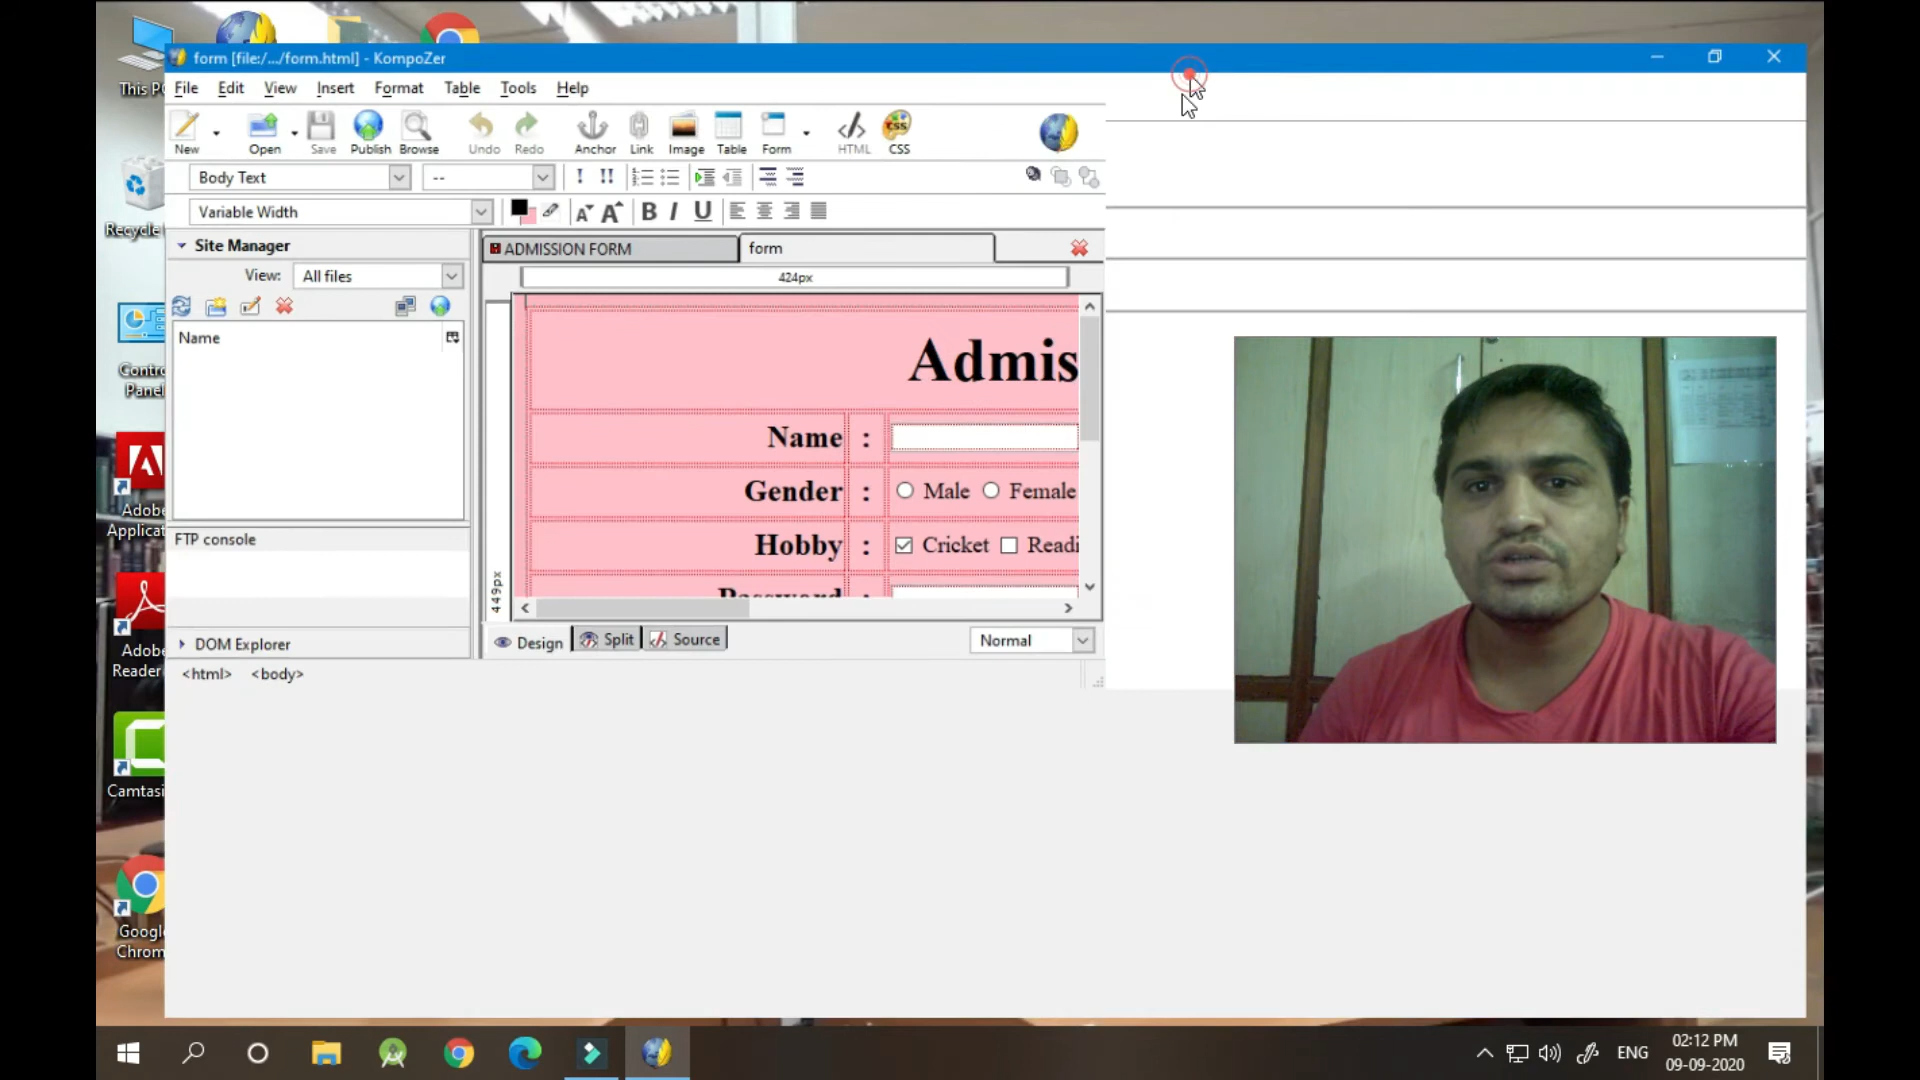 This PC
form [file:/.../form.html] - KompoZer
File Edit View Insert Format Table Tools Help
New Open Save Publish Browse Undo Redo Anchor Link Image Table Form HTML CSS
Body Text --
Variable Width
Recycle
Site Manager
ADMISSION FORM form
View: All files
424px
Name
Admis
Name :
Gender : Male Female
Hobby : Cricket Readi
Password :
449px
FTP console
DOM Explorer
Design Split Source Normal
<html> <body>
Contro
Panel
Adobe
Applicat
Adobe
Reader
Camtasi
Google
Chrom
ENG
02:12 PM
09-09-2020